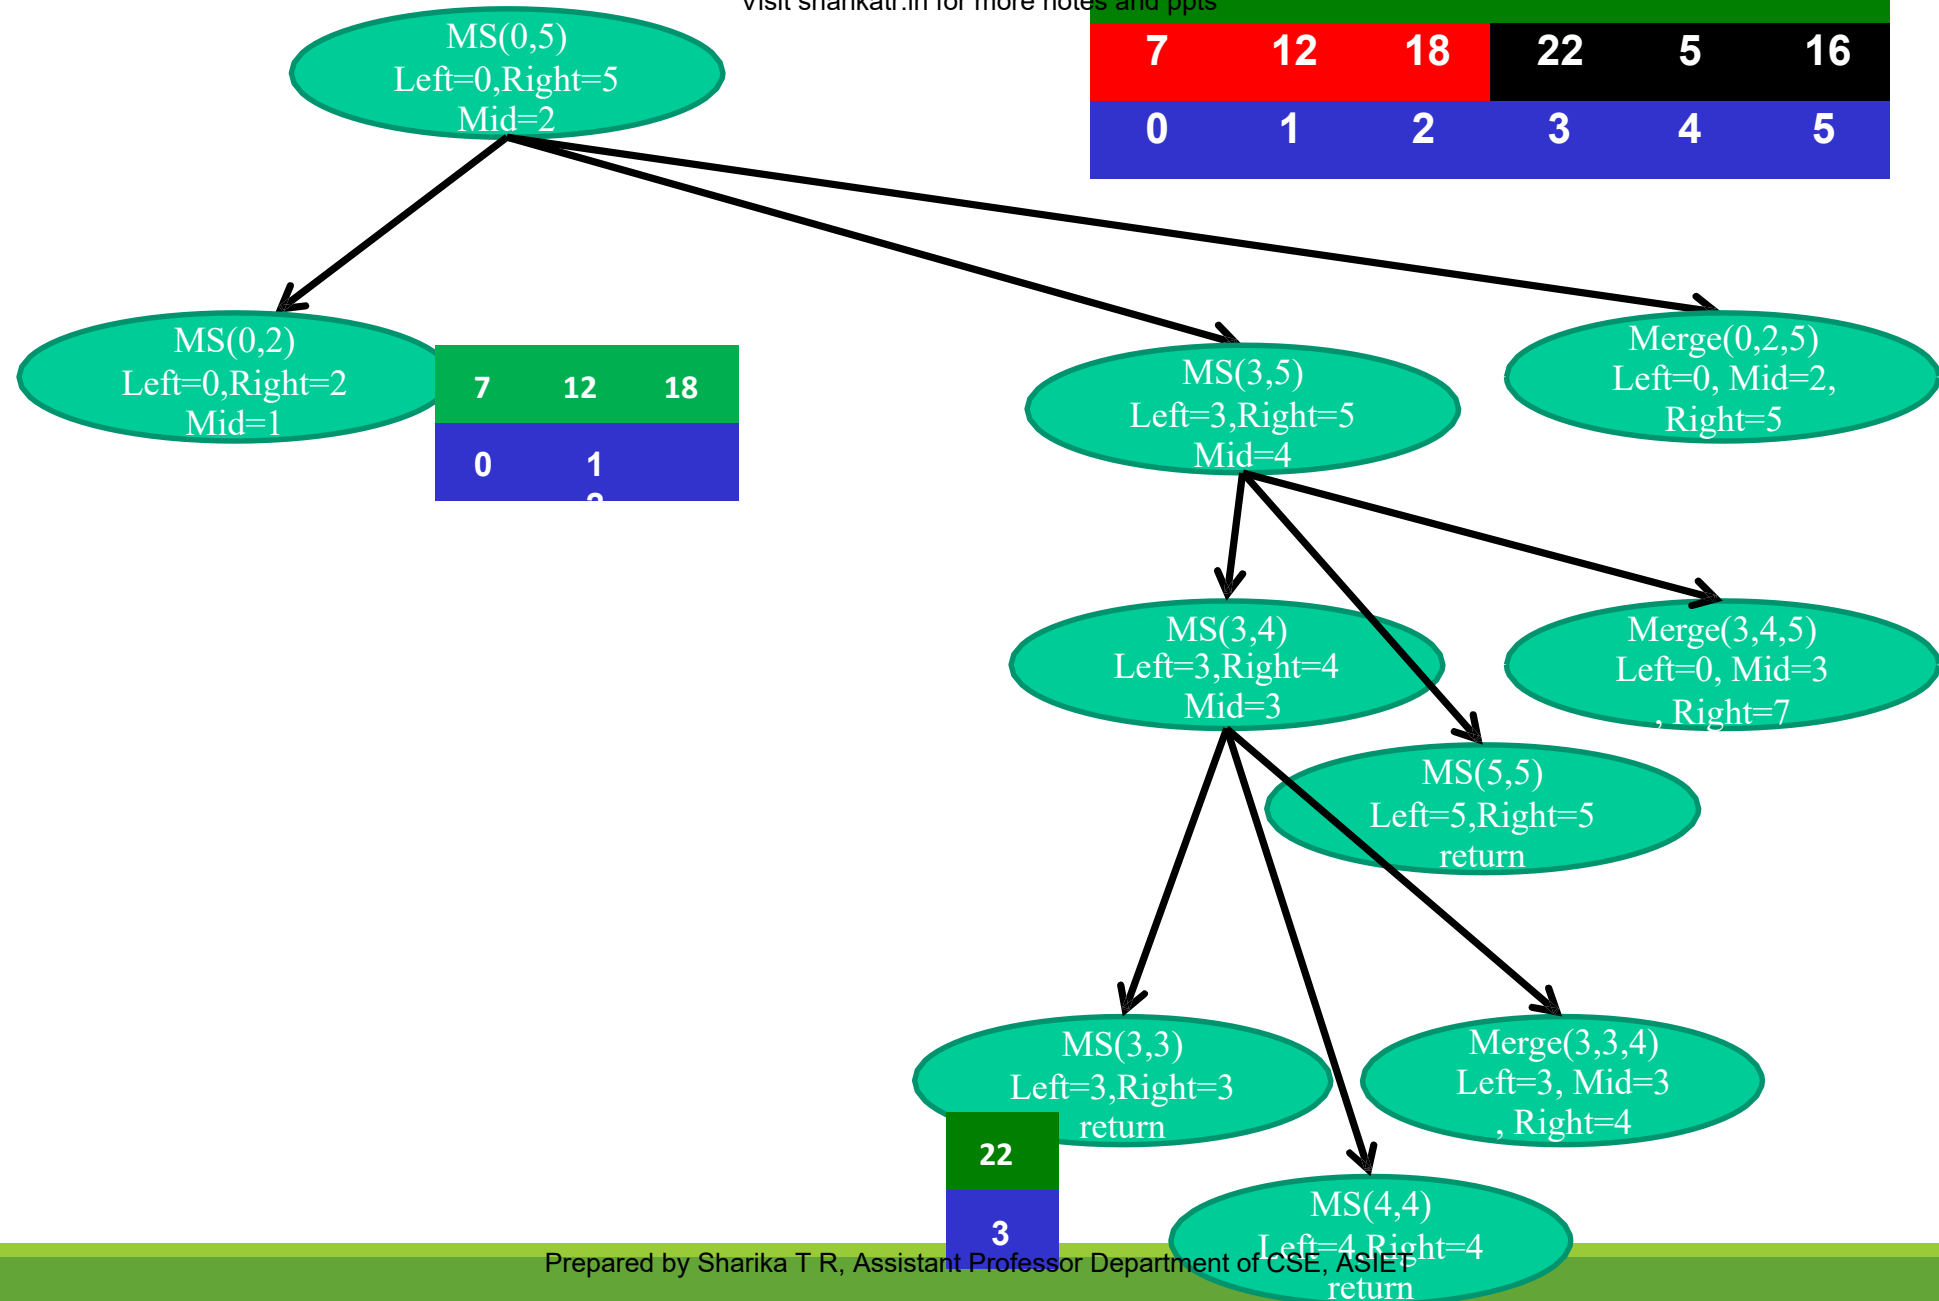 Visit sharikatr.in for more notes and ppts
MS(0,5)
Left=0,Right=5
Mid=2
7 12 18 22 5 16
0 1 2 3 4 5
MS(0,2)
Left=0,Right=2
Mid=1
7 12 18
0 1
2
MS(3,5)
Left=3,Right=5
Mid=4
Merge(0,2,5)
Left=0, Mid=2,
Right=5
MS(3,4)
Left=3,Right=4
Mid=3
Merge(3,4,5)
Left=0, Mid=3
, Right=7
MS(5,5)
Left=5,Right=5
return
MS(3,3)
Left=3,Right=3
return
22
3
Merge(3,3,4)
Left=3, Mid=3
, Right=4
MS(4,4)
Left=4,Right=4
return
Prepared by Sharika T R, Assistant Professor Department of CSE, ASIET